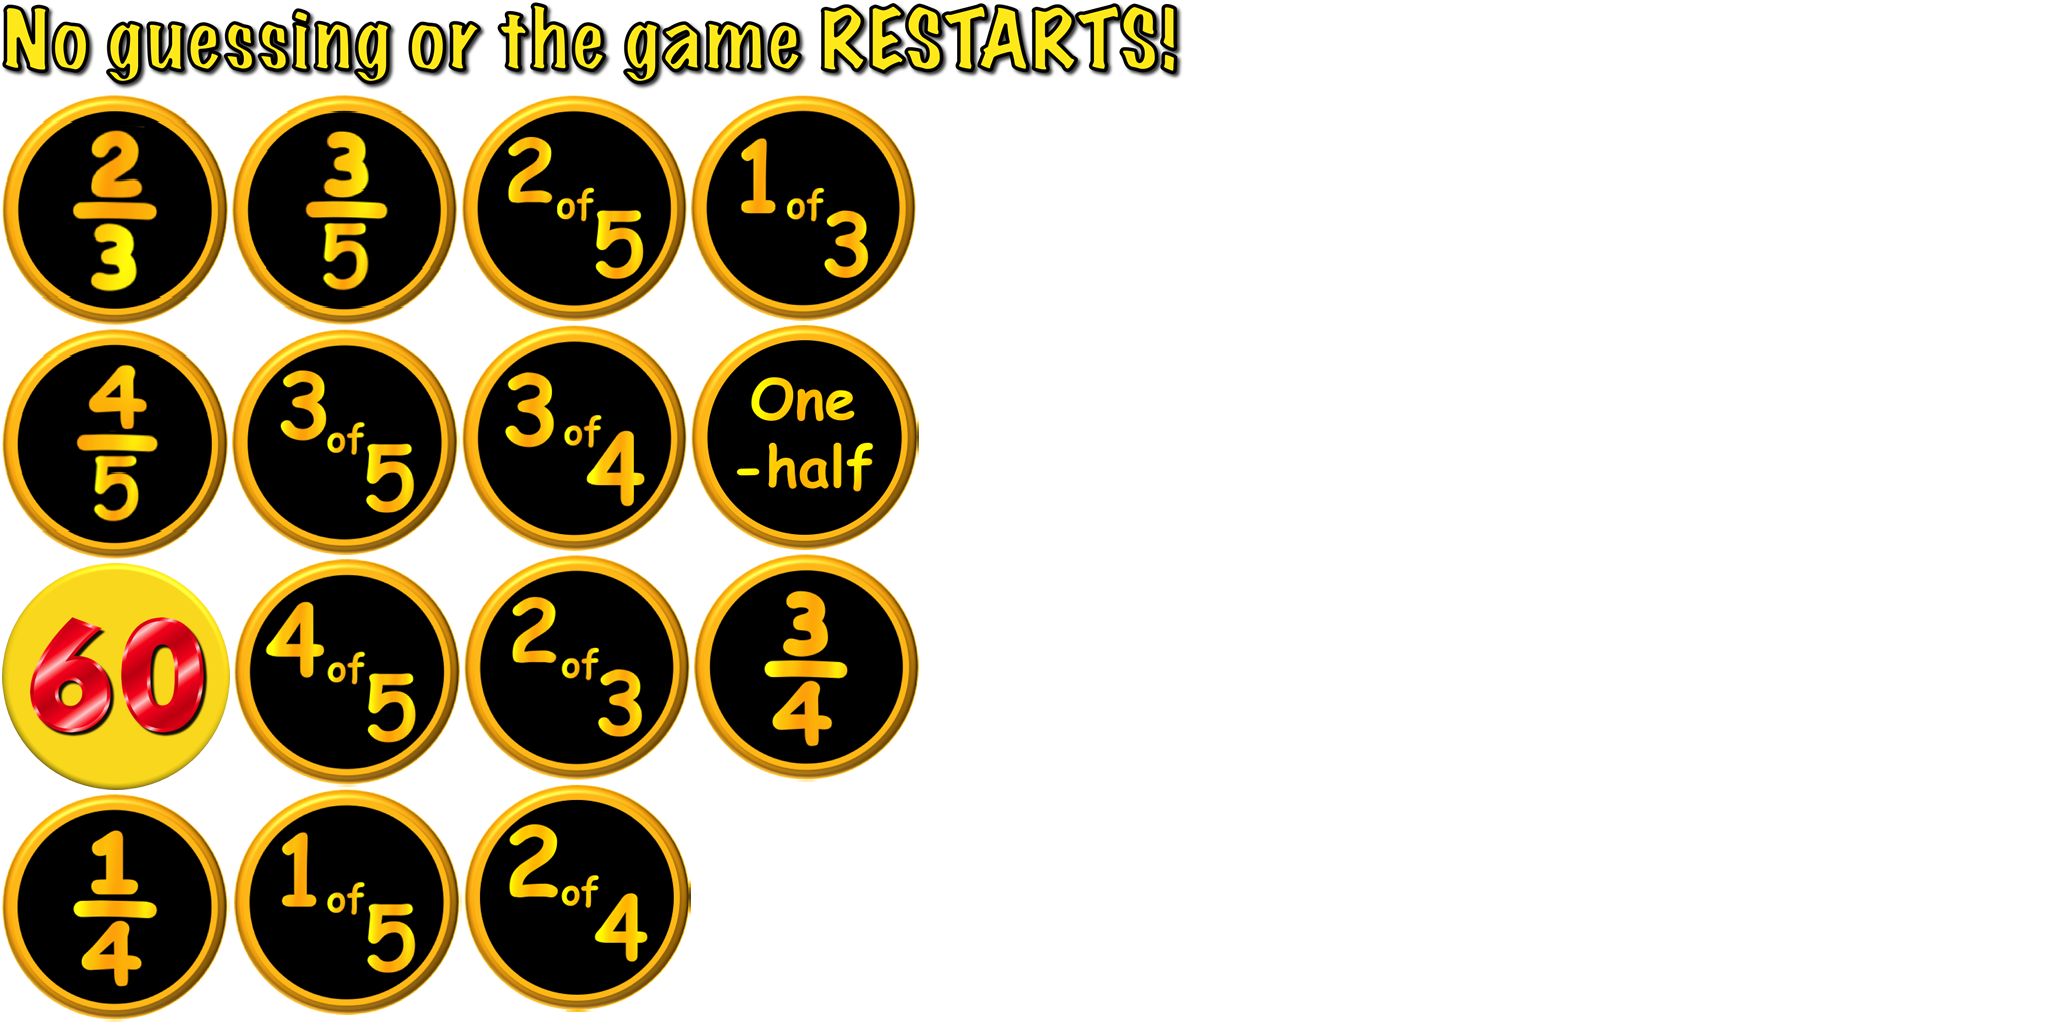 No guessing or the game RESTARTS!
2/3
3/5
2 of 5
1 of 3
4/5
3 of 5
3 of 4
One
-half
60
4 of 5
2 of 3
3/4
1/4
1 of 5
2 of 4